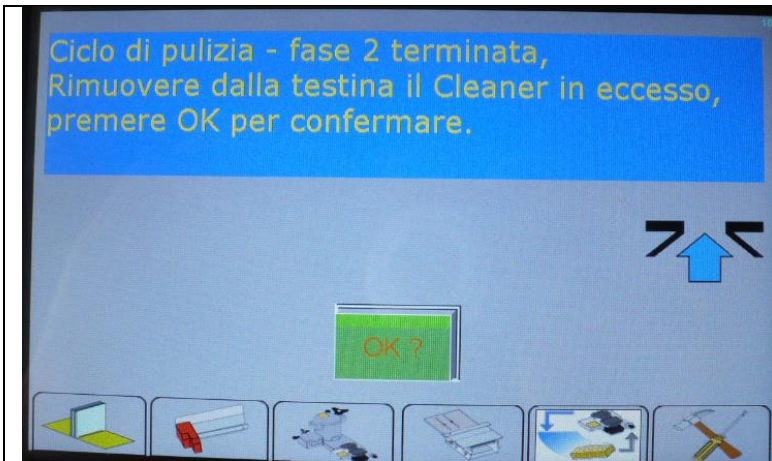 Ciclo di pulizia - fase 2 terminata,
Rimuovere dalla testina il Cleaner in eccesso,
premere OK per confermare.
OK ?